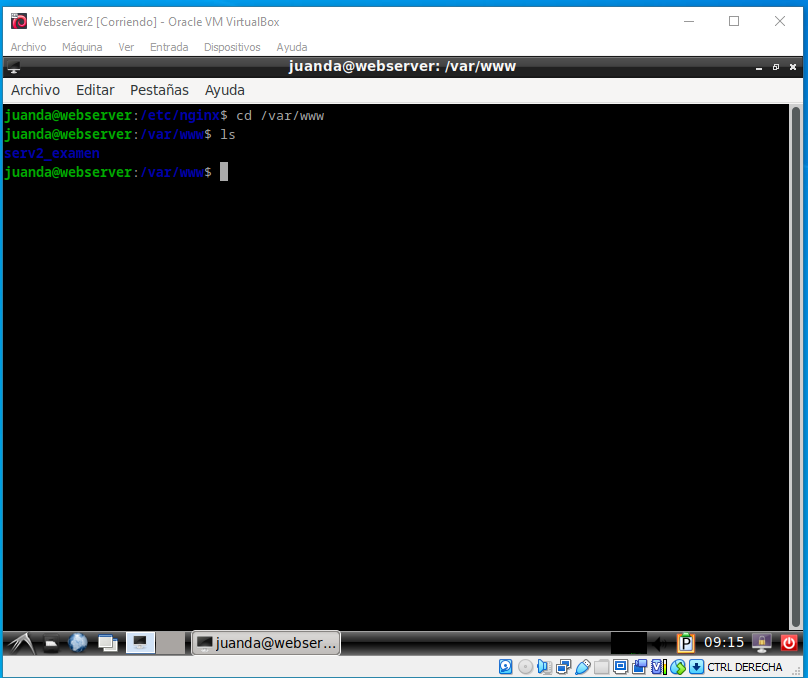 Webserver2 [Corriendo] - Oracle VM VirtualBox
Archivo Máquina Ver Entrada Dispositivos Ayuda
juanda@webserver: /var/www
Archivo Editar Pestañas Ayuda
juanda@webserver:/etc/nginx$ cd /var/www
juanda@webserver:/var/www$ ls
serv2_examen
juanda@webserver:/var/www$
juanda@webser... P 09:15
CTRL DERECHA